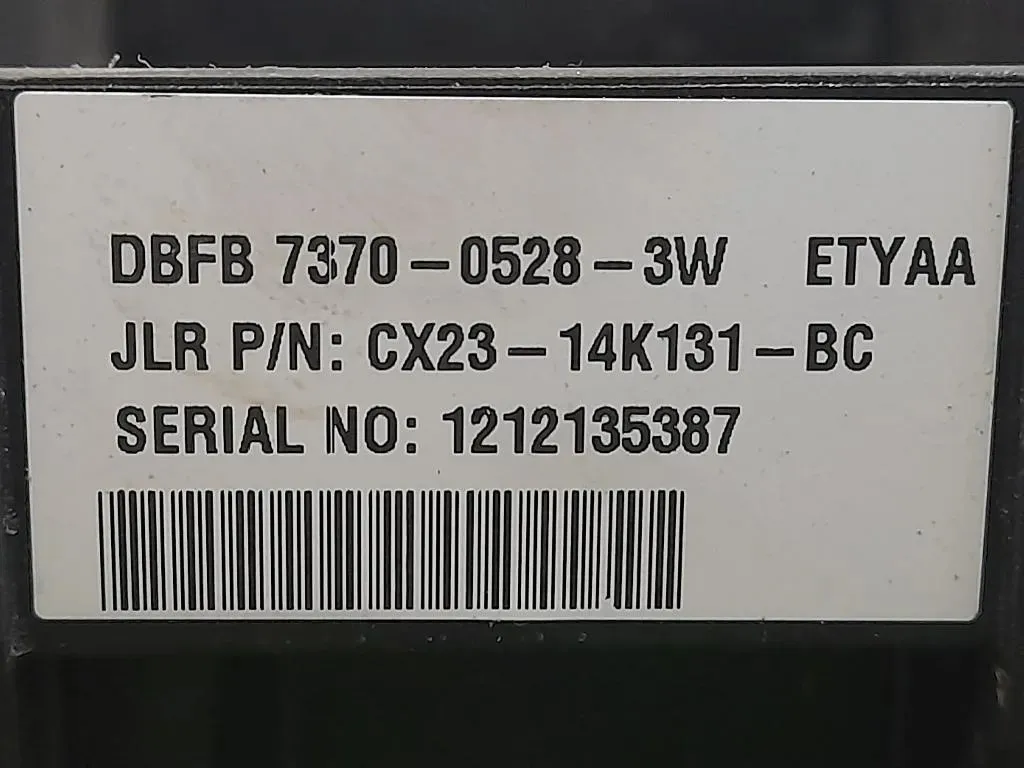 DBFB 7370-0528-3W ETYAA
JLR P/N: CX23-14K131-BC
SERIAL NO: 1212135387